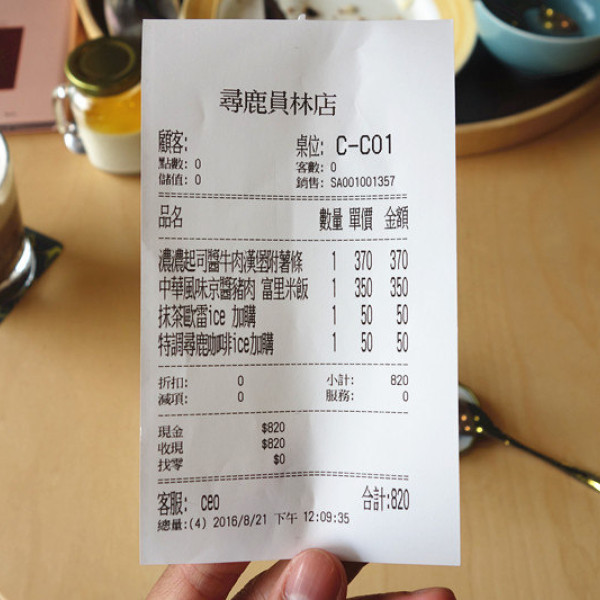 尋鹿員林店
顧客: 桌位: C-C01
點數: 0 客數: 0
儲值: 0 銷售: SA001001357
品名 數量 單價 金額
濃濃起司醬牛肉漢堡附薯條 1 370 370
中華風味京醬豬肉 富里米飯 1 350 350
抹茶歐蕾ice 加購 1 50 50
特調尋鹿咖啡ice加購 1 50 50
折扣: 0 小計: 820
減項: 0 服務: 0
現金 $820
收現 $820
找零 $0
客服: ceo 合計:820
總量:(4) 2016/8/21 下午 12:09:35